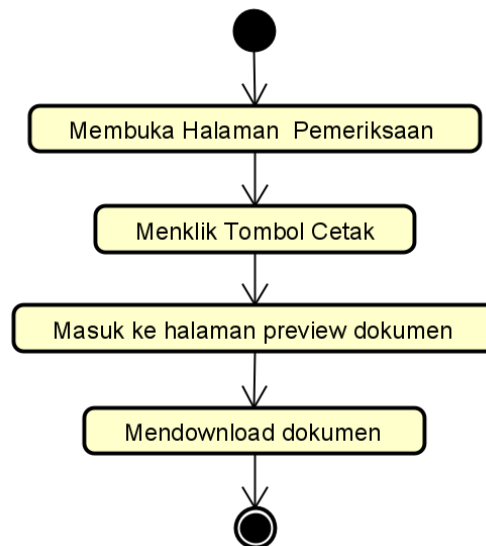 Membuka Halaman  Pemeriksaan
Menklik Tombol Cetak
Masuk ke halaman preview dokumen
Mendownload dokumen